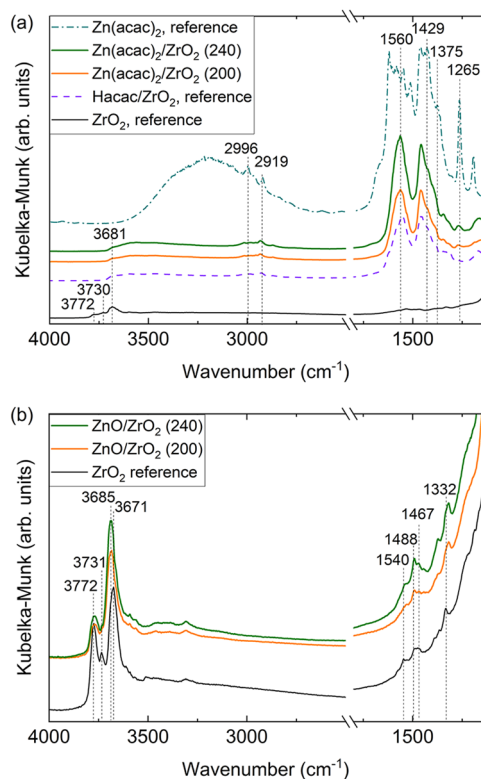 (a)
Zn(acac)₂, reference
Zn(acac)₂/ZrO₂ (240)
Zn(acac)₂/ZrO₂ (200)
Hacac/ZrO₂, reference
ZrO₂, reference
1429
1560
1375
1265
2996
2919
3681
3730
3772
Kubelka-Munk (arb. units)
4000 3500 3000 1500
Wavenumber (cm⁻¹)
(b)
ZnO/ZrO₂ (240)
ZnO/ZrO₂ (200)
ZrO₂ reference
3685
3671
3731
3772
1332
1467
1488
1540
Kubelka-Munk (arb. units)
4000 3500 3000 1500
Wavenumber (cm⁻¹)